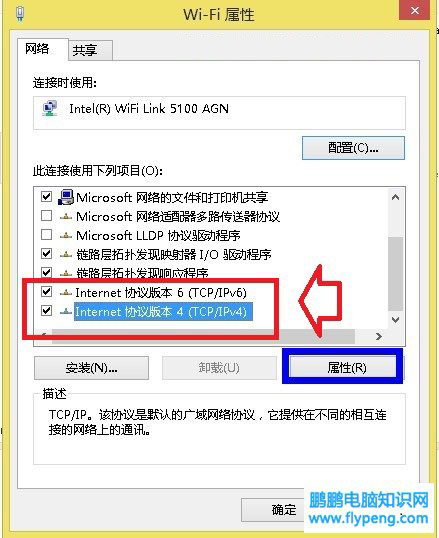 Wi-Fi 属性
网络
共享
连接时使用:
Intel(R) WiFi Link 5100 AGN
配置(C)...
此连接使用下列项目(O):
Microsoft 网络的文件和打印机共享
Microsoft 网络适配器多路传送器协议
Microsoft LLDP 协议驱动程序
链路层拓扑发现映射器 I/O 驱动程序
链路层拓扑发现响应程序
Internet 协议版本 6 (TCP/IPv6)
Internet 协议版本 4 (TCP/IPv4)
安装(N)...
卸载(U)
属性(R)
描述
TCP/IP。该协议是默认的广域网络协议，它提供在不同的相互连
接的网络上的通讯。
确定
鹏鹏电脑知识网
www.flypeng.com